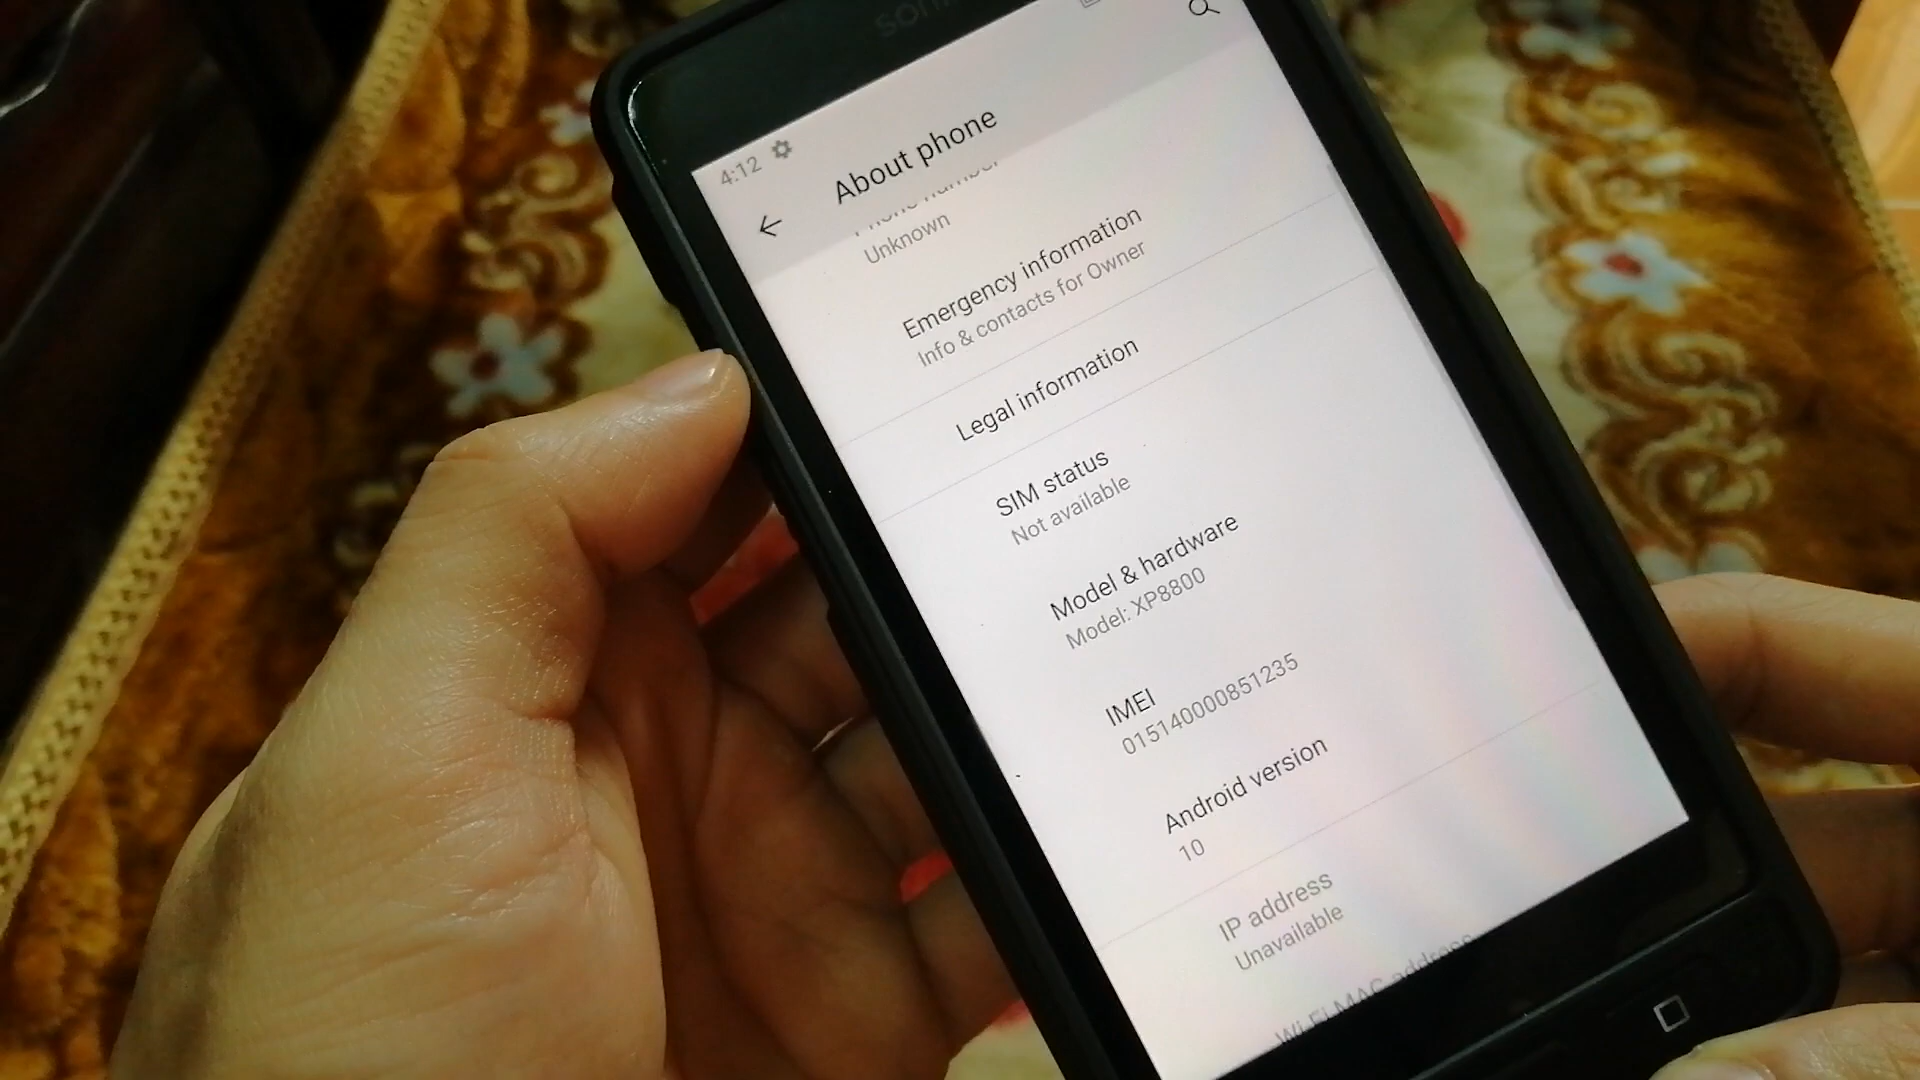 4:12
About phone
Phone number
Unknown
Emergency information
Info & contacts for Owner
Legal information
SIM status
Not available
Model & hardware
Model: XP8800
IMEI
015140000851235
Android version
10
IP address
Unavailable
Wi-Fi MAC address